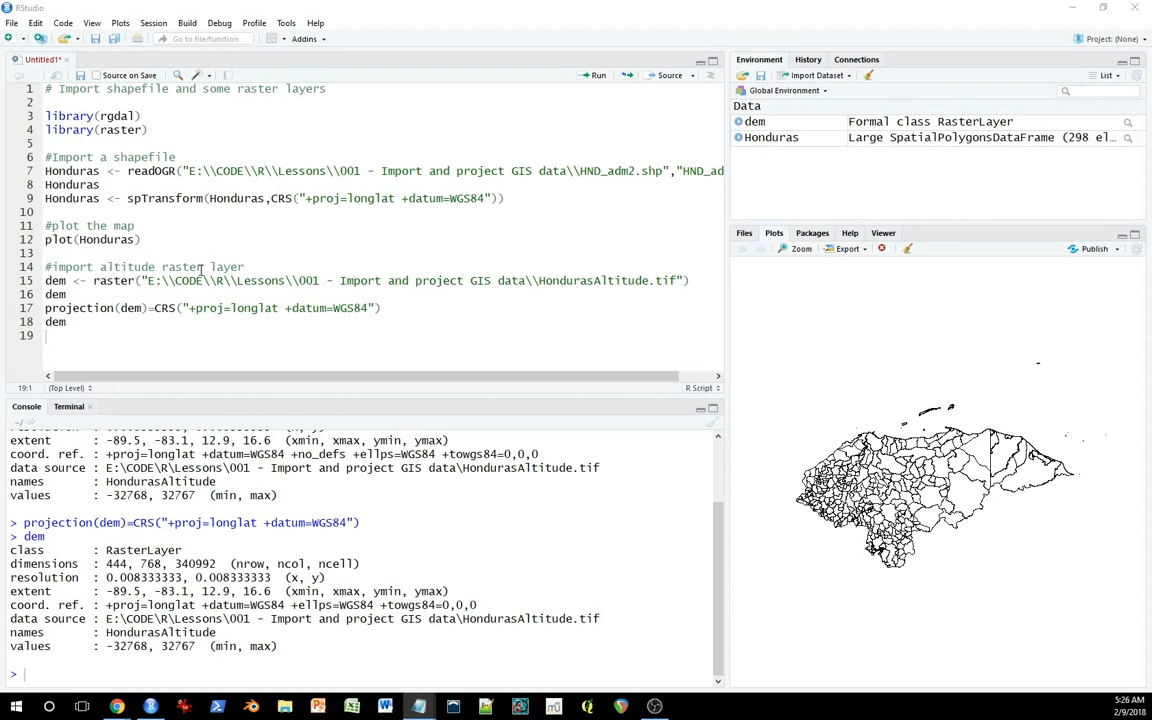 RStudio
File Edit Code View Plots Session Build Debug Profile Tools Help
Go to file/function Addins Project: (None)
Untitled1*
Source on Save Run Source
1 # Import shapefile and some raster layers
2
3 library(rgdal)
4 library(raster)
5
6 #Import a shapefile
7 Honduras <- readOGR("E:\\CODE\\R\\Lessons\\001 - Import and project GIS data\\HND_adm2.shp","HND_ad
8 Honduras
9 Honduras <- spTransform(Honduras,CRS("+proj=longlat +datum=WGS84"))
10
11 #plot the map
12 plot(Honduras)
13
14 #import altitude raster layer
15 dem <- raster("E:\\CODE\\R\\Lessons\\001 - Import and project GIS data\\HondurasAltitude.tif")
16 dem
17 projection(dem)=CRS("+proj=longlat +datum=WGS84")
18 dem
19
19:1 (Top Level) R Script
Console Terminal
~/
extent : -89.5, -83.1, 12.9, 16.6 (xmin, xmax, ymin, ymax)
coord. ref. : +proj=longlat +datum=WGS84 +no_defs +ellps=WGS84 +towgs84=0,0,0
data source : E:\CODE\R\Lessons\001 - Import and project GIS data\HondurasAltitude.tif
names : HondurasAltitude
values : -32768, 32767 (min, max)
> projection(dem)=CRS("+proj=longlat +datum=WGS84")
> dem
class : RasterLayer
dimensions : 444, 768, 340992 (nrow, ncol, ncell)
resolution : 0.008333333, 0.008333333 (x, y)
extent : -89.5, -83.1, 12.9, 16.6 (xmin, xmax, ymin, ymax)
coord. ref. : +proj=longlat +datum=WGS84 +ellps=WGS84 +towgs84=0,0,0
data source : E:\CODE\R\Lessons\001 - Import and project GIS data\HondurasAltitude.tif
names : HondurasAltitude
values : -32768, 32767 (min, max)
>
Environment History Connections
Import Dataset List
Global Environment
Data
dem Formal class RasterLayer
Honduras Large SpatialPolygonsDataFrame (298 el…
Files Plots Packages Help Viewer
Zoom Export Publish
5:26 AM
2/9/2018